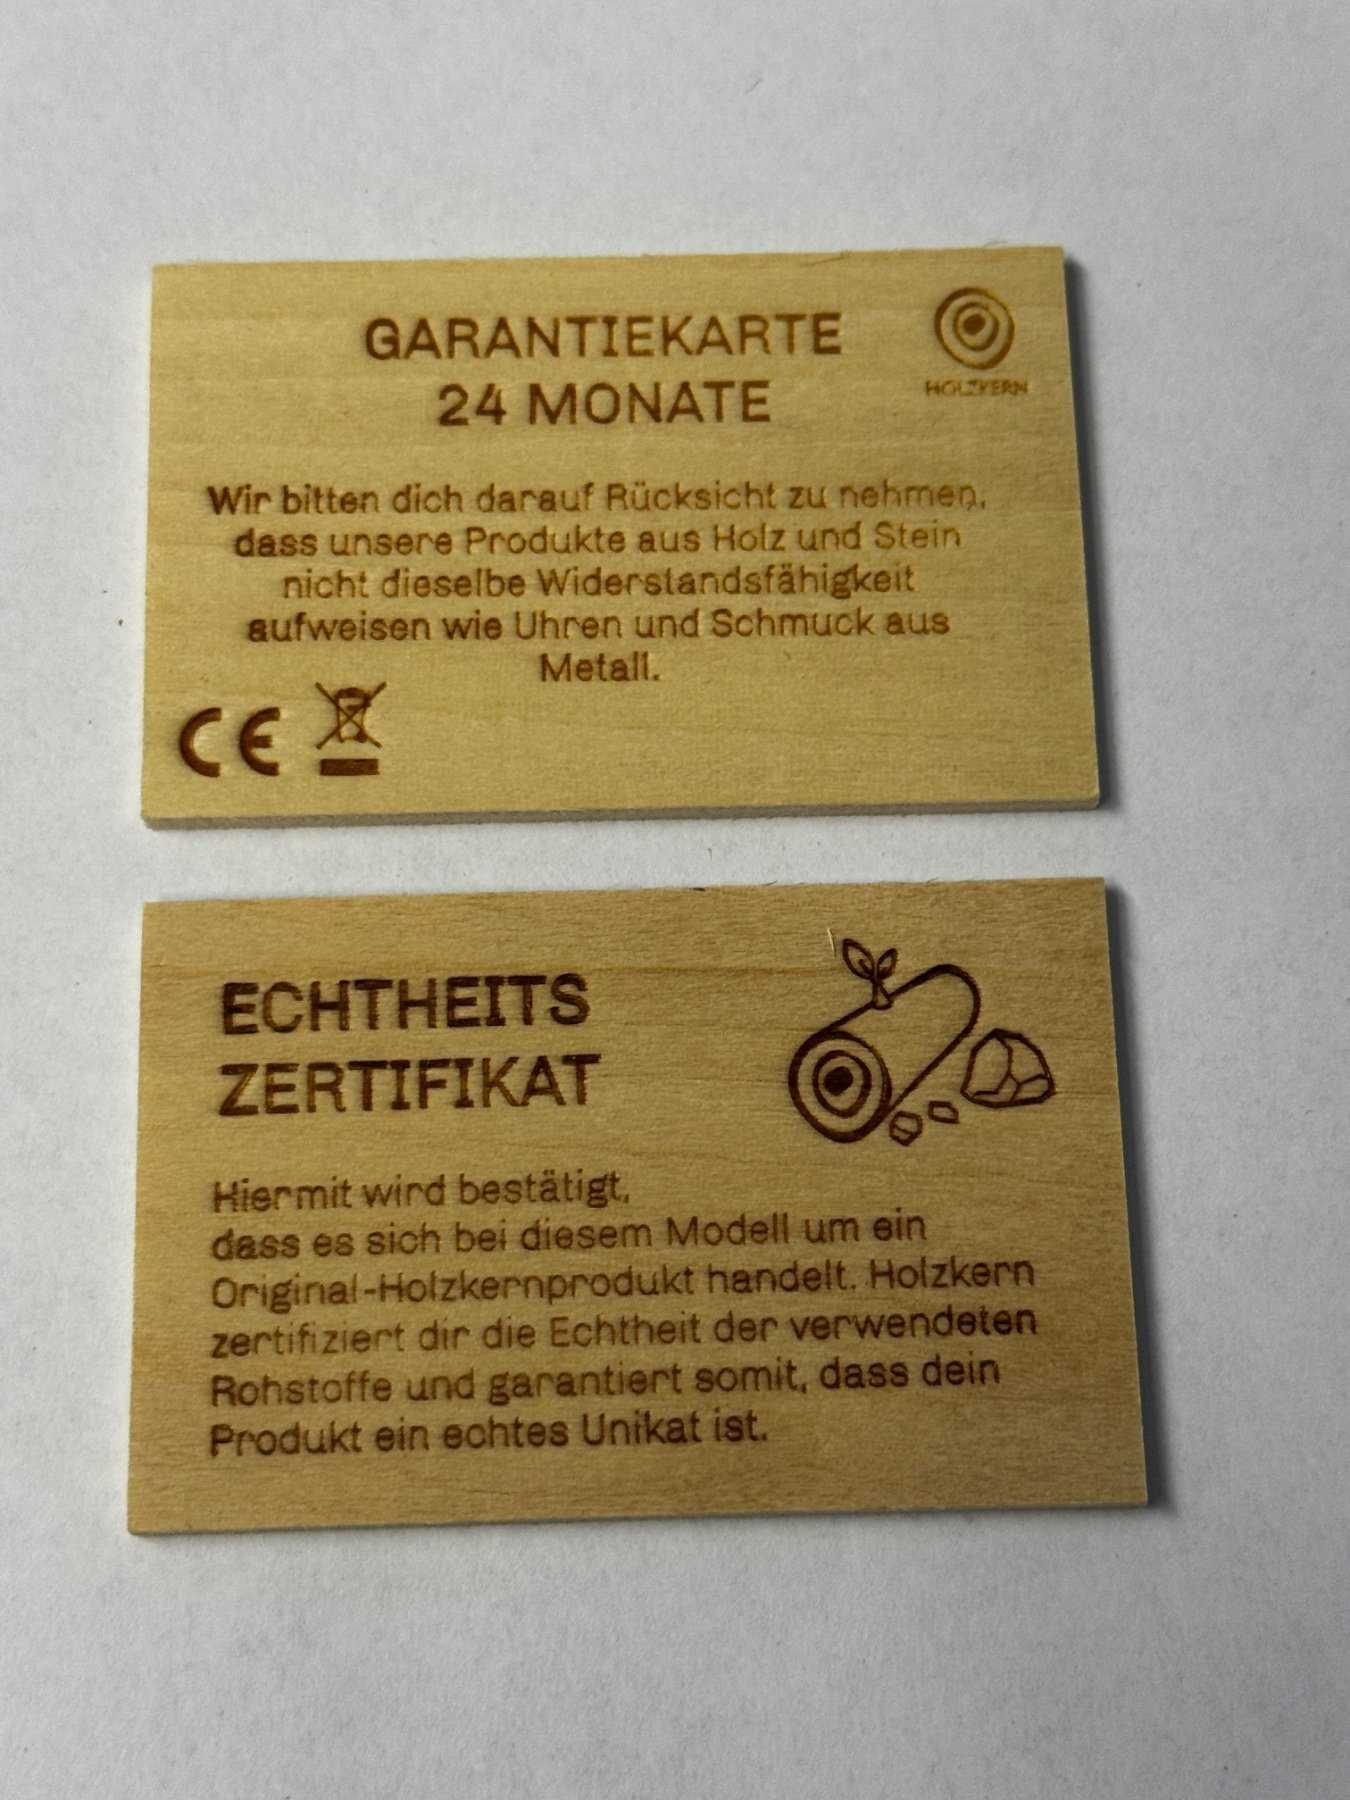 GARANTIEKARTE
24 MONATE
HOLZKERN
Wir bitten dich darauf Rücksicht zu nehmen,
dass unsere Produkte aus Holz und Stein
nicht dieselbe Widerstandsfähigkeit
aufweisen wie Uhren und Schmuck aus
Metall.
CE
ECHTHEITS
ZERTIFIKAT
Hiermit wird bestätigt,
dass es sich bei diesem Modell um ein
Original-Holzkernprodukt handelt. Holzkern
zertifiziert dir die Echtheit der verwendeten
Rohstoffe und garantiert somit, dass dein
Produkt ein echtes Unikat ist.